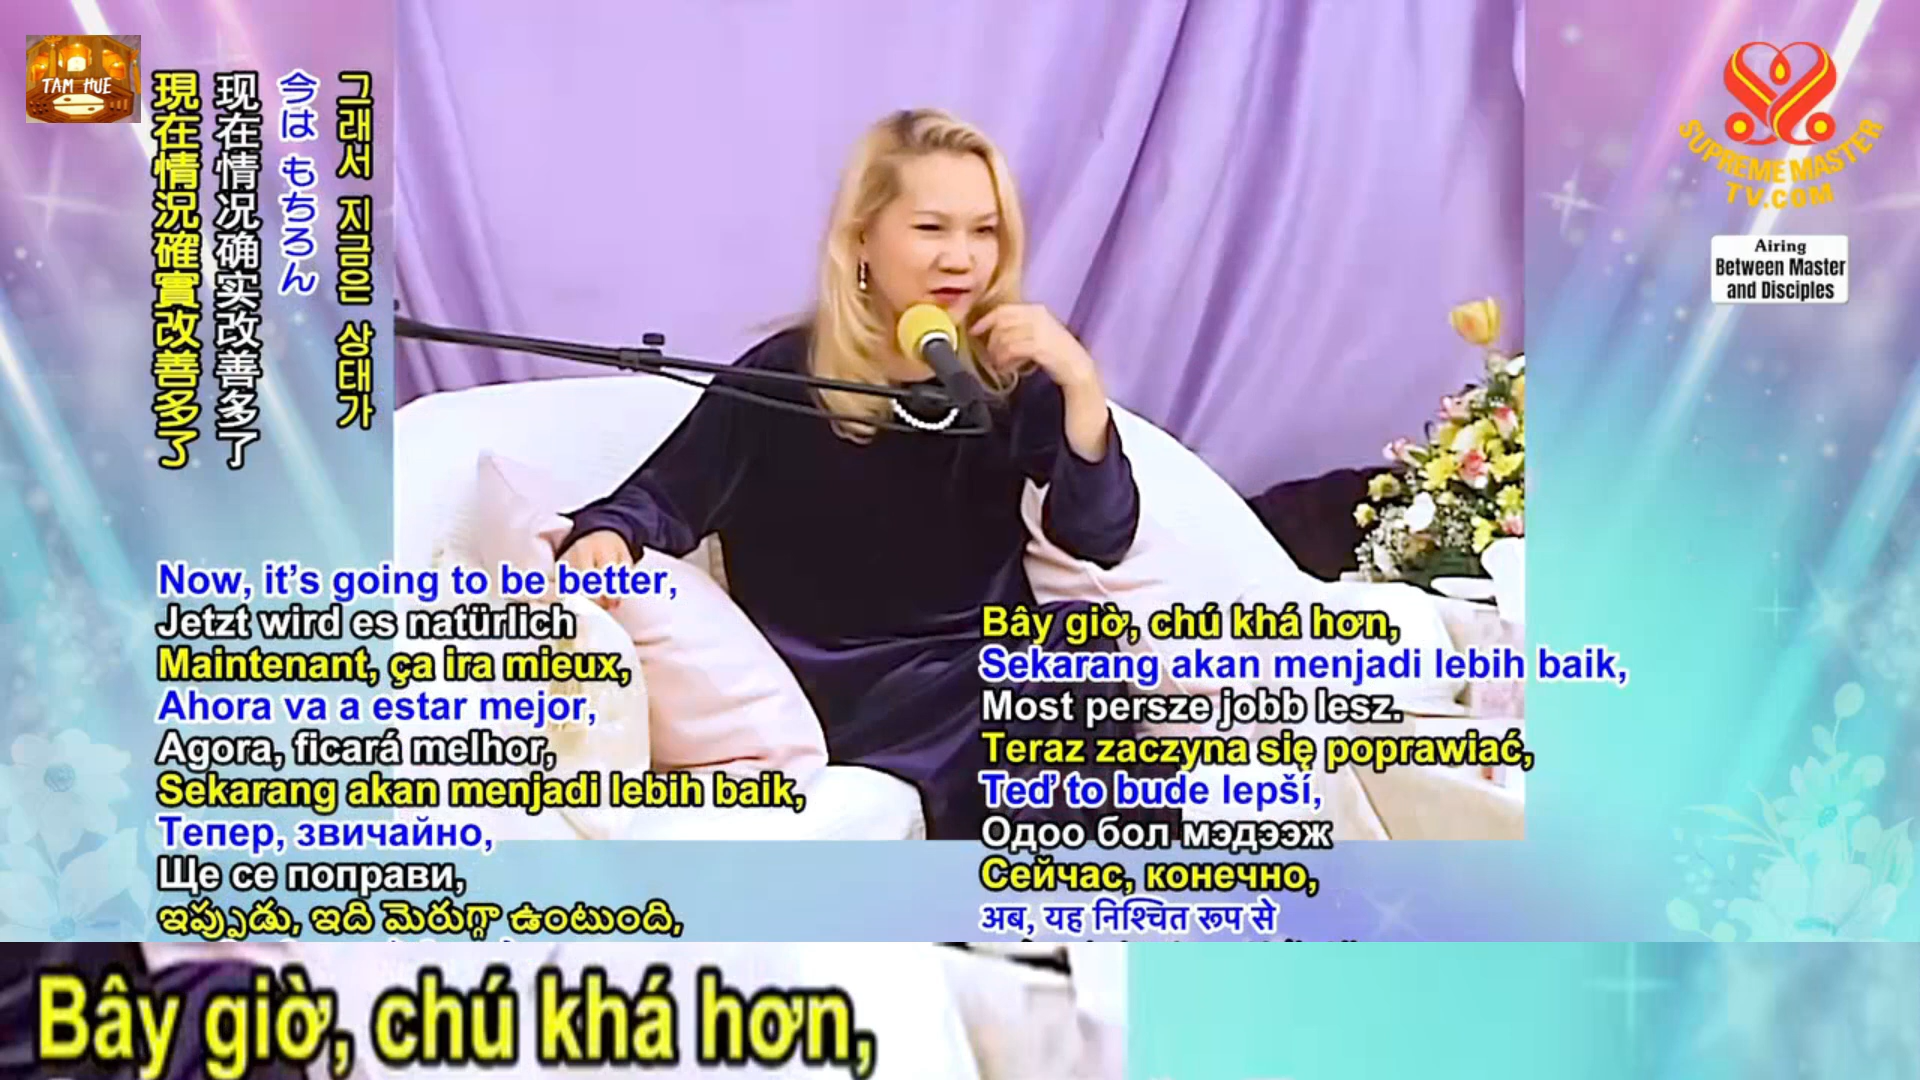 TAM HUE
現在情況確實改善多了
现在情况确实改善多了
今は もちろん
그래서 지금은 상태가
SUPREME MASTER
TV.COM
Airing
Between Master
and Disciples
Now, it's going to be better,
Jetzt wird es natürlich
Maintenant, ça ira mieux,
Ahora va a estar mejor,
Agora, ficará melhor,
Sekarang akan menjadi lebih baik,
Тепер, звичайно,
Ще се поправи,
ఇప్పుడు, ఇది మెరుగ్గా ఉంటుంది,
Bây giờ, chú khá hơn,
Sekarang akan menjadi lebih baik,
Most persze jobb lesz.
Teraz zaczyna się poprawiać,
Teď to bude lepší,
Одоо бол мэдээж
Сейчас, конечно,
अब, यह निश्चित रूप से
Bây giờ, chú khá hơn,